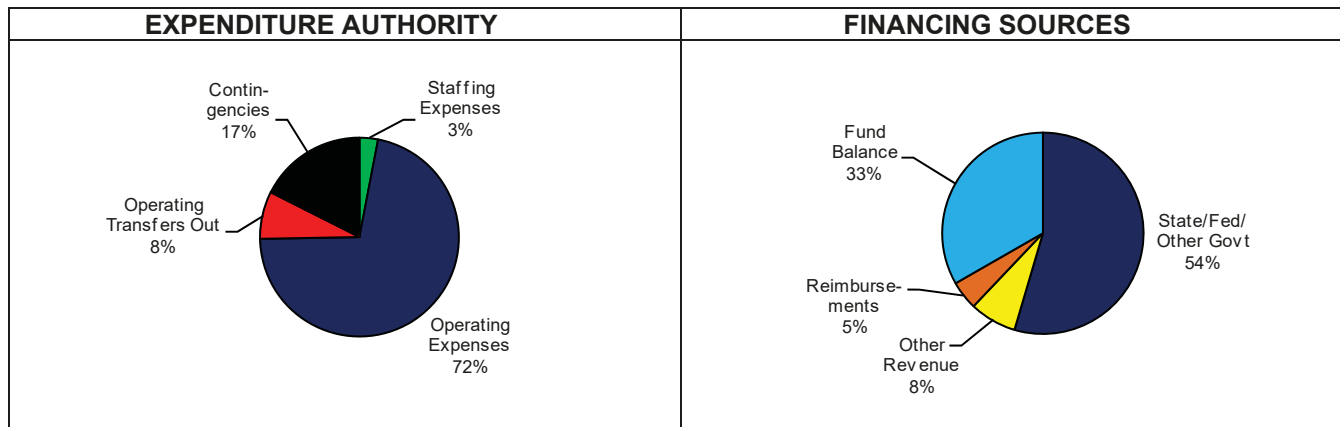 EXPENDITURE AUTHORITY
Contin-
gencies
17%
Staffing
Expenses
3%
Operating
Transfers Out
8%
Operating
Expenses
72%
FINANCING SOURCES
Fund
Balance
33%
State/Fed/
Other Govt
54%
Reimburse-
ments
5%
Other
Revenue
8%